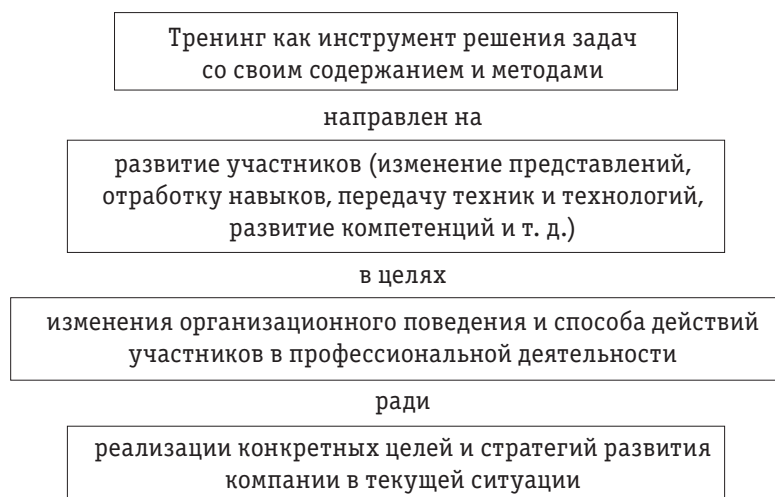 Тренинг как инструмент решения задач
со своим содержанием и методами
направлен на
развитие участников (изменение представлений,
отработку навыков, передачу техник и технологий,
развитие компетенций и т. д.)
в целях
изменения организационного поведения и способа действий
участников в профессиональной деятельности
ради
реализации конкретных целей и стратегий развития
компании в текущей ситуации